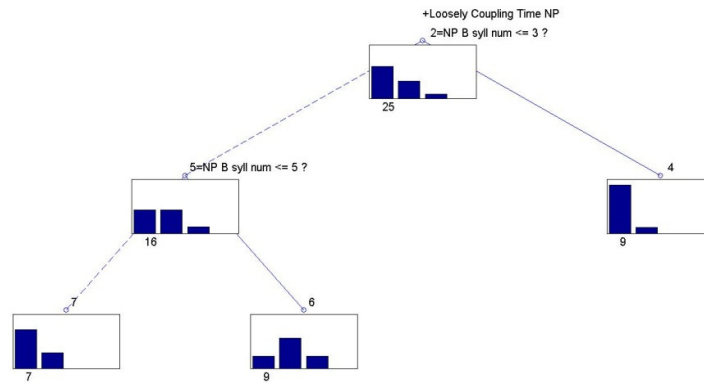 +Loosely Coupling Time NP
2=NP B syll num <= 3 ?
25
5=NP B syll num <= 5 ?
4
16
9
7
6
7
9